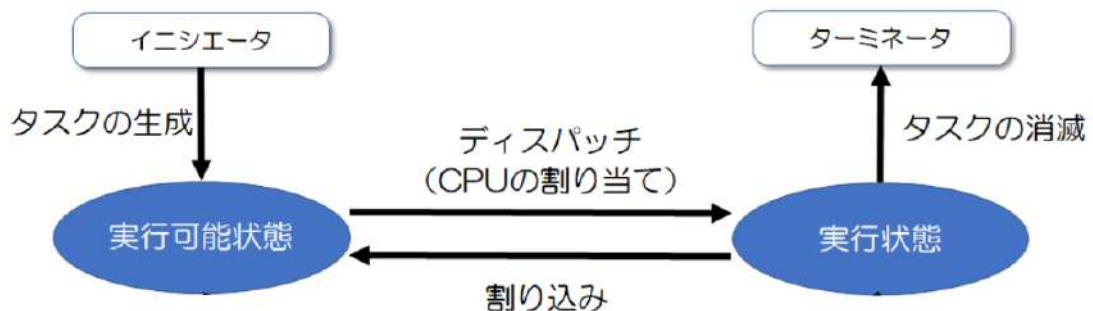 イニシエータ
ターミネータ
タスクの生成
ディスパッチ
（CPUの割り当て）
タスクの消滅
実行可能状態
実行状態
割り込み